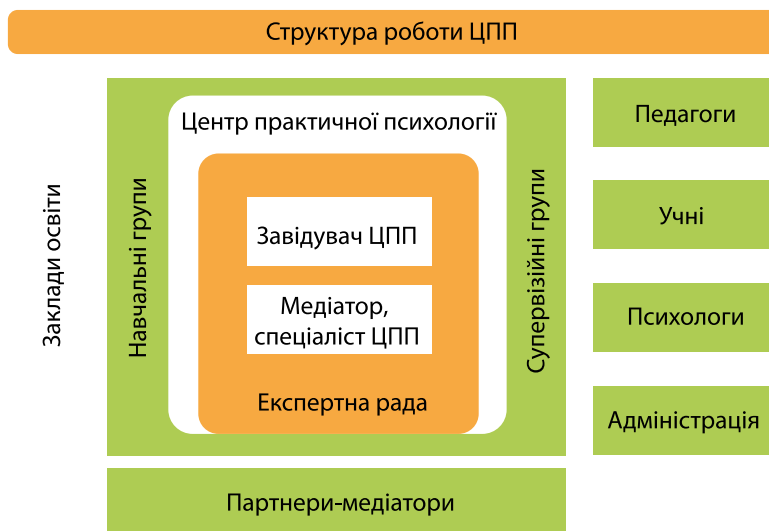 Структура роботи ЦПП
Заклади освіти
Навчальні групи
Центр практичної психології
Завідувач ЦПП
Медіатор,
спеціаліст ЦПП
Експертна рада
Супервізійні групи
Педагоги
Учні
Психологи
Адміністрація
Партнери-медіатори